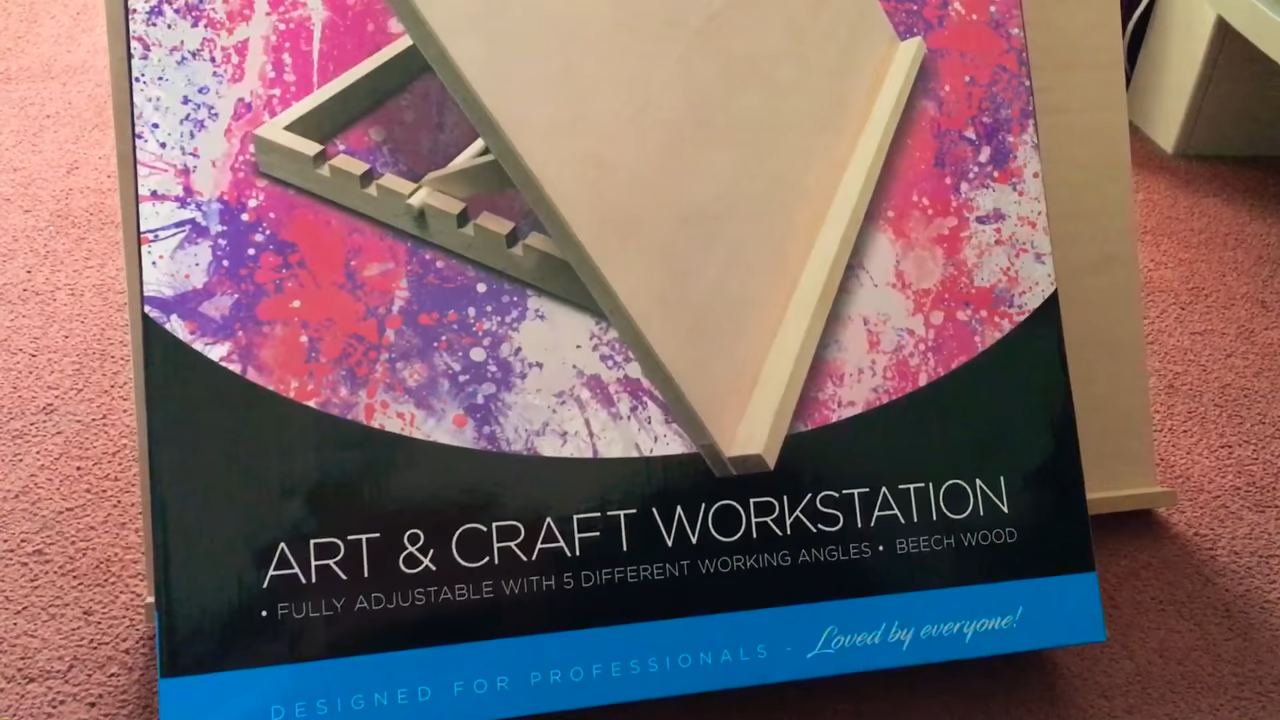 ART & CRAFT WORKSTATION
• FULLY ADJUSTABLE WITH 5 DIFFERENT WORKING ANGLES • BEECH WOOD
DESIGNED FOR PROFESSIONALS - Loved by everyone!